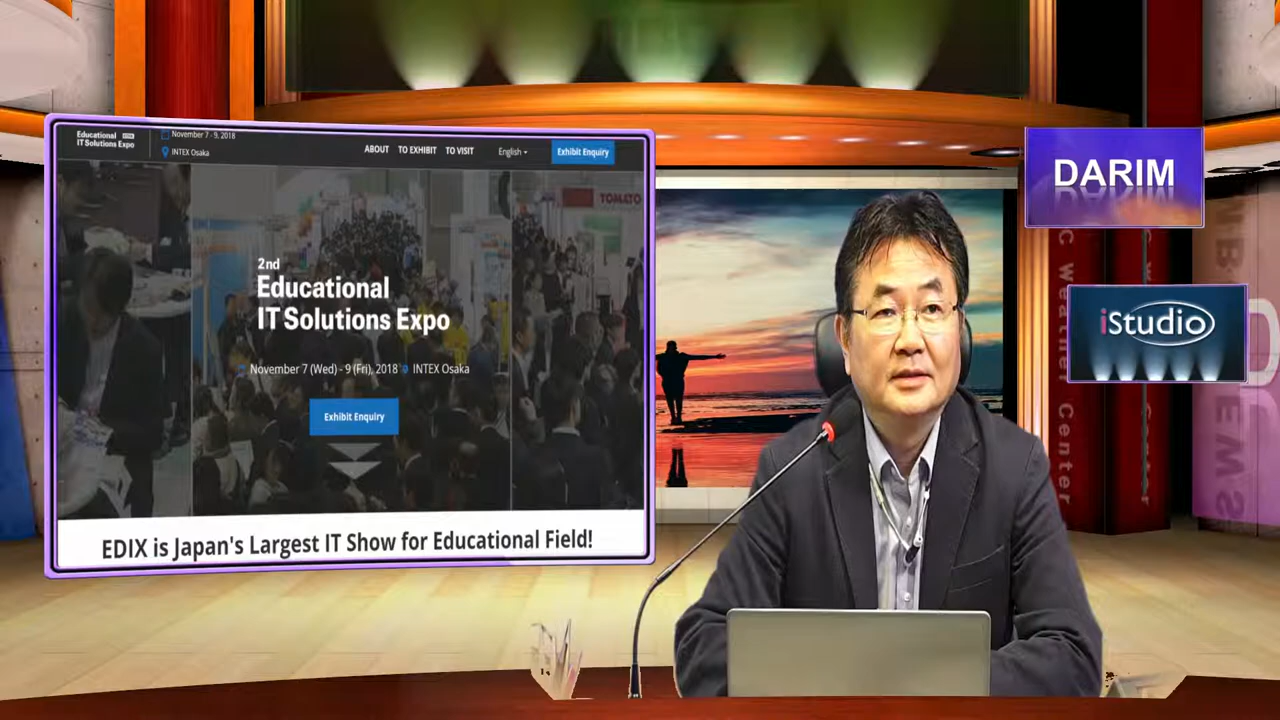 Educational
IT Solutions Expo
November 7 - 9, 2018
INTEX Osaka
ABOUT TO EXHIBIT TO VISIT
English
Exhibit Enquiry
TOMATO
2nd
Educational
IT Solutions Expo
November 7 (Wed) - 9 (Fri), 2018 INTEX Osaka
Exhibit Enquiry
EDIX is Japan's Largest IT Show for Educational Field!
DARIM
iStudio
Weather Center
NEWS